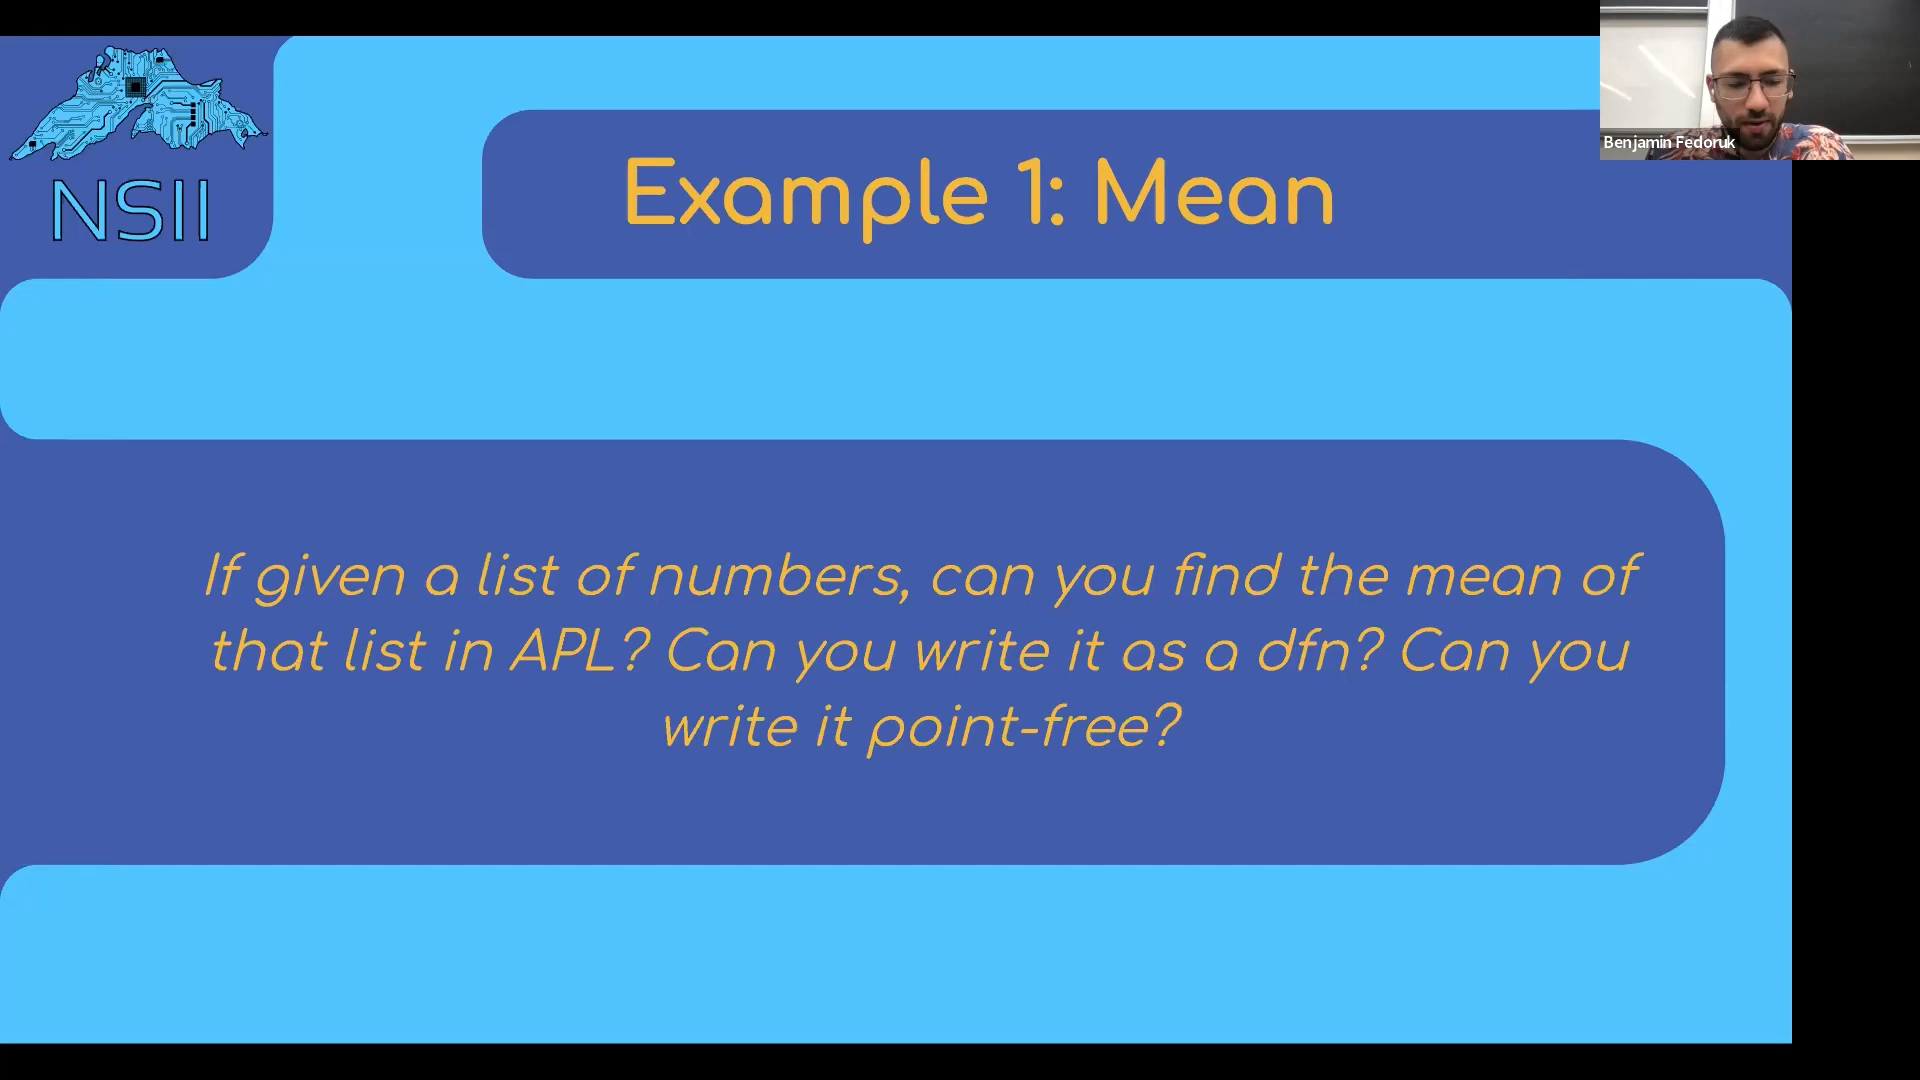 NSII
Example 1: Mean
Benjamin Fedoruk
If given a list of numbers, can you find the mean of
that list in APL? Can you write it as a dfn? Can you
write it point-free?